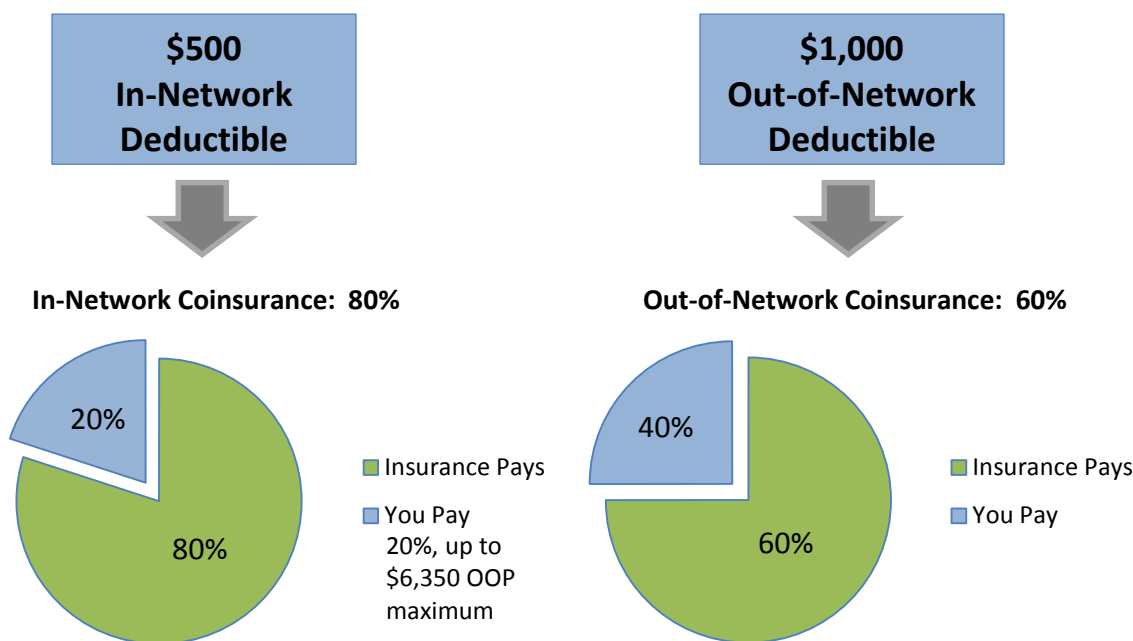 $500
In-Network
Deductible
$1,000
Out-of-Network
Deductible
In-Network Coinsurance: 80%
Out-of-Network Coinsurance: 60%
20%
80%
Insurance Pays
You Pay
20%, up to
$6,350 OOP
maximum
40%
60%
Insurance Pays
You Pay